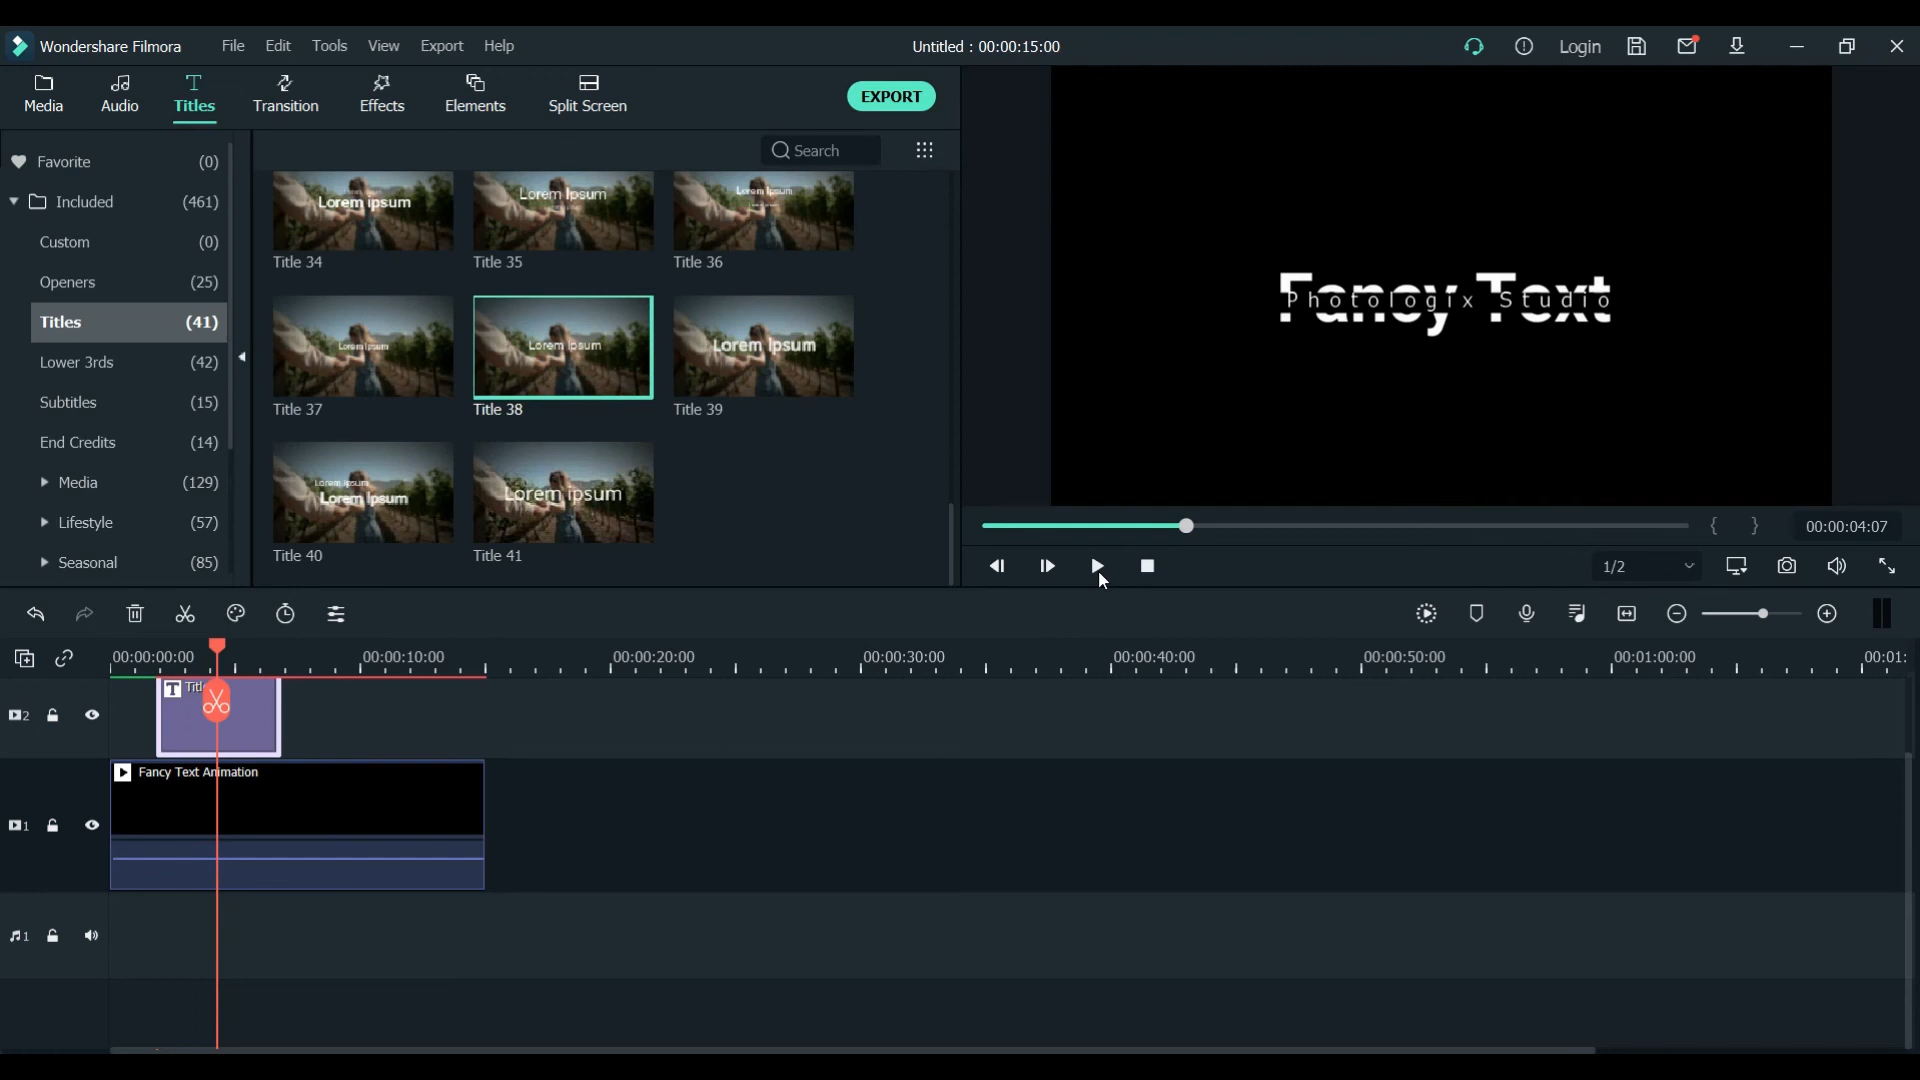 Wondershare Filmora File Edit Tools View Export Help Untitled : 00:00:15:00 Login
Media Audio Titles Transition Effects Elements Split Screen EXPORT
Favorite (0)
Included (461)
Custom (0)
Openers (25)
Titles (41)
Lower 3rds (42)
Subtitles (15)
End Credits (14)
Media (129)
Lifestyle (57)
Seasonal (85)
Search
Lorem ipsum Lorem Ipsum Lorem Ipsum
Title 34 Title 35 Title 36
Lorem Ipsum Lorem Ipsum Lorem Ipsum
Title 37 Title 38 Title 39
Lorem Ipsum
Lorem Ipsum Lorem ipsum
Title 40 Title 41
Fancy Text
Photologix Studio
{ } 00:00:04:07
1/2
00:00:00:00 00:00:10:00 00:00:20:00 00:00:30:00 00:00:40:00 00:00:50:00 00:01:00:00 00:01:
2 T
1 Fancy Text Animation
1